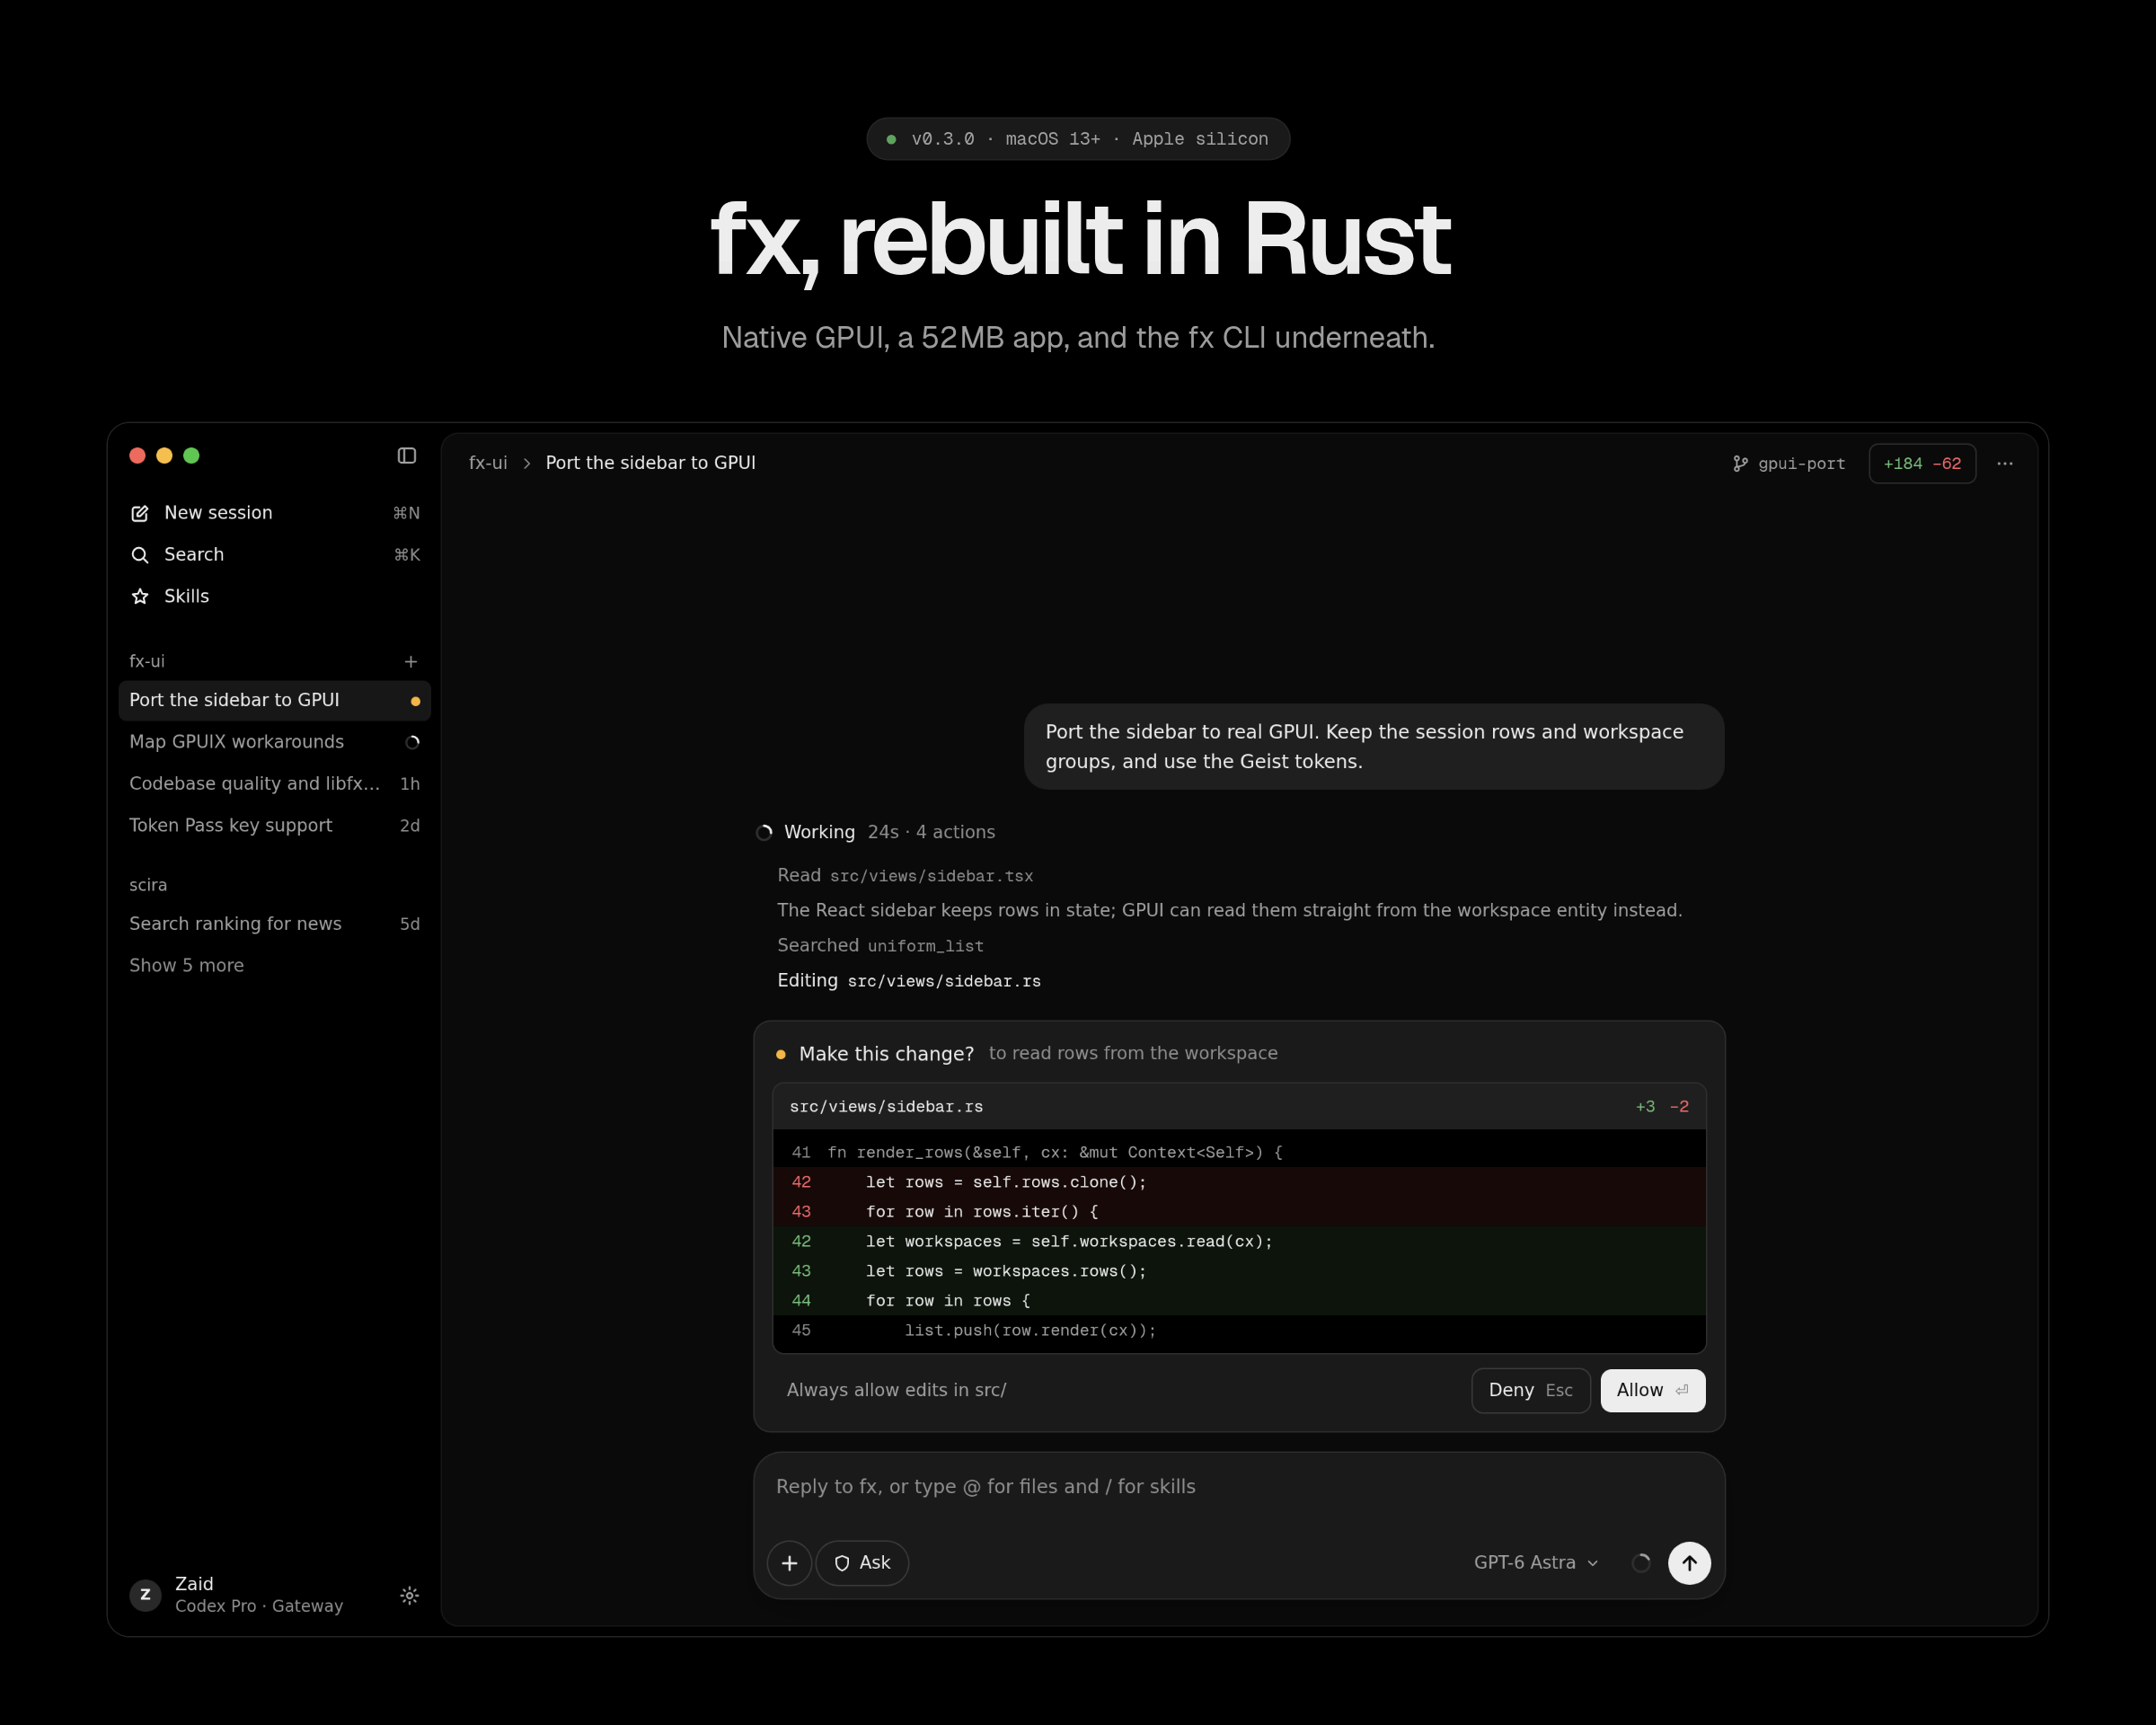 v0.3.0 · macOS 13+ · Apple silicon
fx, rebuilt in Rust
Native GPUI, a 52MB app, and the fx CLI underneath.
New session ⌘N
Search ⌘K
Skills
fx-ui
Port the sidebar to GPUI
Map GPUIX workarounds
Codebase quality and libfx… 1h
Token Pass key support 2d
scira
Search ranking for news 5d
Show 5 more
Z
Zaid
Codex Pro · Gateway
fx-ui > Port the sidebar to GPUI
gpui-port
+184 −62
Port the sidebar to real GPUI. Keep the session rows and workspace
groups, and use the Geist tokens.
Working 24s · 4 actions
Read src/views/sidebar.tsx
The React sidebar keeps rows in state; GPUI can read them straight from the workspace entity instead.
Searched uniform_list
Editing src/views/sidebar.rs
Make this change? to read rows from the workspace
src/views/sidebar.rs +3 −2
41 fn render_rows(&self, cx: &mut Context<Self>) {
42     let rows = self.rows.clone();
43     for row in rows.iter() {
42     let workspaces = self.workspaces.read(cx);
43     let rows = workspaces.rows();
44     for row in rows {
45         list.push(row.render(cx));
Always allow edits in src/
Deny Esc
Allow ⏎
Reply to fx, or type @ for files and / for skills
Ask
GPT-6 Astra